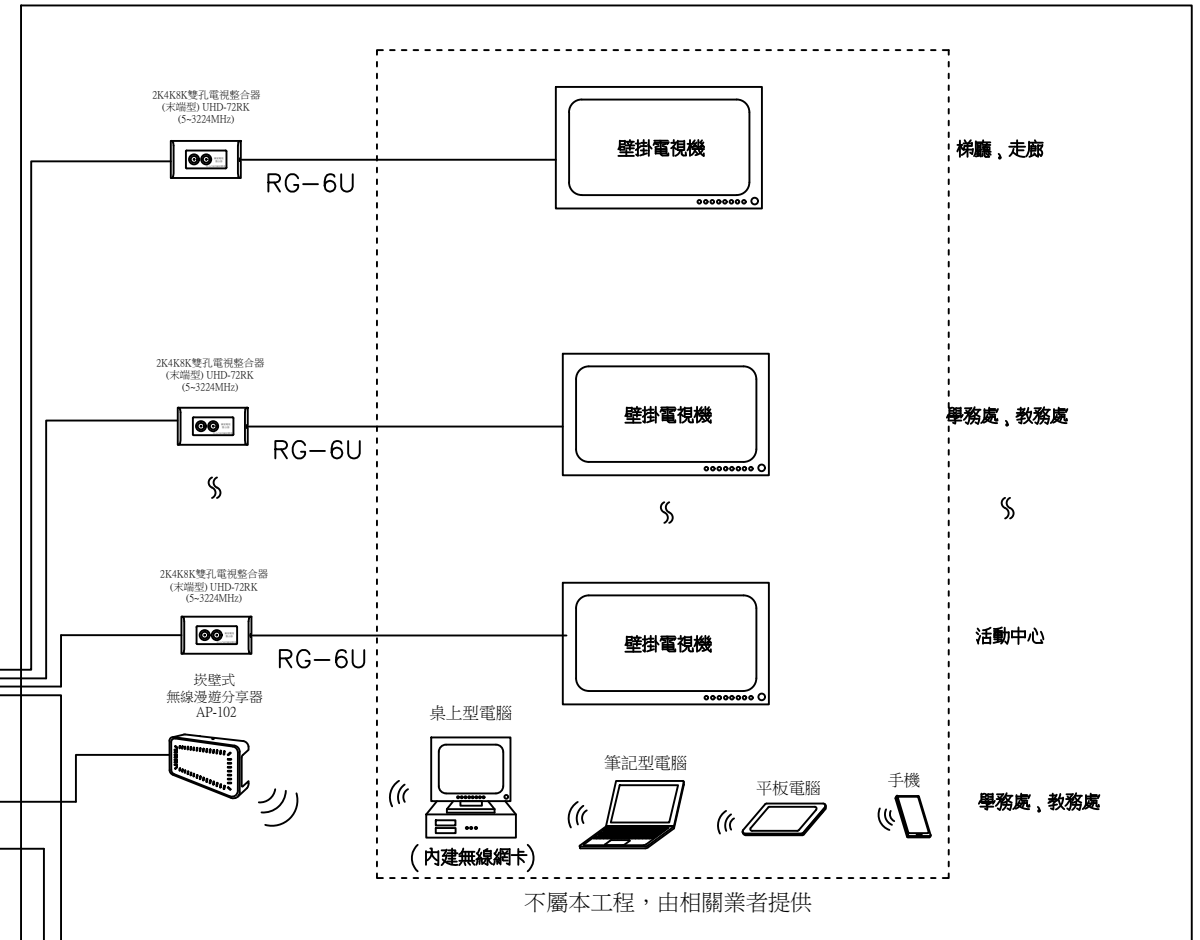 2K4K8K雙孔電視整合器
(末端型) UHD-72RK
(5~3224MHz)
RG-6U
壁掛電視機
梯廳、走廊
2K4K8K雙孔電視整合器
(末端型) UHD-72RK
(5~3224MHz)
RG-6U
壁掛電視機
學務處、教務處
2K4K8K雙孔電視整合器
(末端型) UHD-72RK
(5~3224MHz)
RG-6U
壁掛電視機
活動中心
崁壁式
無線漫遊分享器
AP-102
桌上型電腦
(內建無線網卡)
筆記型電腦
平板電腦
手機
學務處、教務處
不屬本工程，由相關業者提供